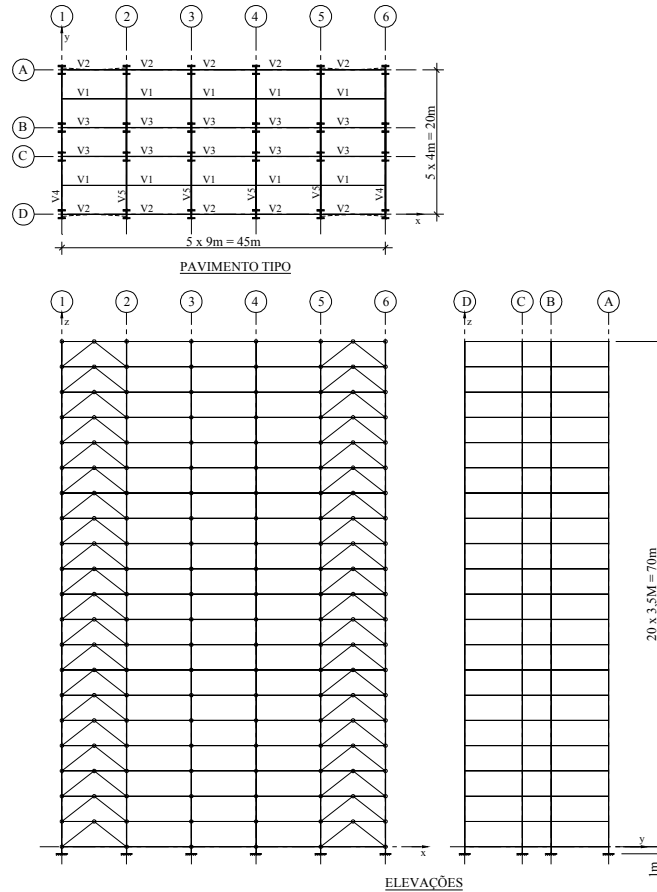 1 2 3 4 5 6
y
A V2 V2 V2 V2 V2
V1 V1 V1 V1 V1
B V3 V3 V3 V3 V3
C V3 V3 V3 V3 V3
V1 V1 V1 V1 V1
V4 V5 V5 V5 V5 V4
D V2 V2 V2 V2 V2
x
5 x 4m = 20m
5 x 9m = 45m
PAVIMENTO TIPO
1 2 3 4 5 6
z
x
D C B A
z
y
20 x 3,5M = 70m
1m
ELEVAÇÕES